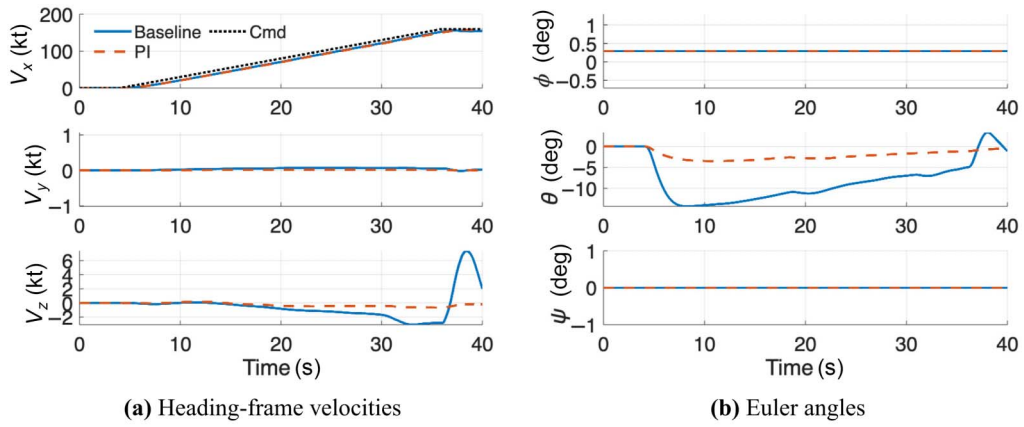 200
100
0
V_x (kt)
Baseline
Cmd
PI
0 10 20 30 40
1
0
−1
V_y (kt)
0 10 20 30 40
6
4
2
0
−2
V_z (kt)
0 10 20 30 40
Time (s)
(a) Heading-frame velocities
1
0.5
0
−0.5
ϕ (deg)
0 10 20 30 40
0
−5
−10
θ (deg)
0 10 20 30 40
1
0
−1
ψ (deg)
0 10 20 30 40
Time (s)
(b) Euler angles